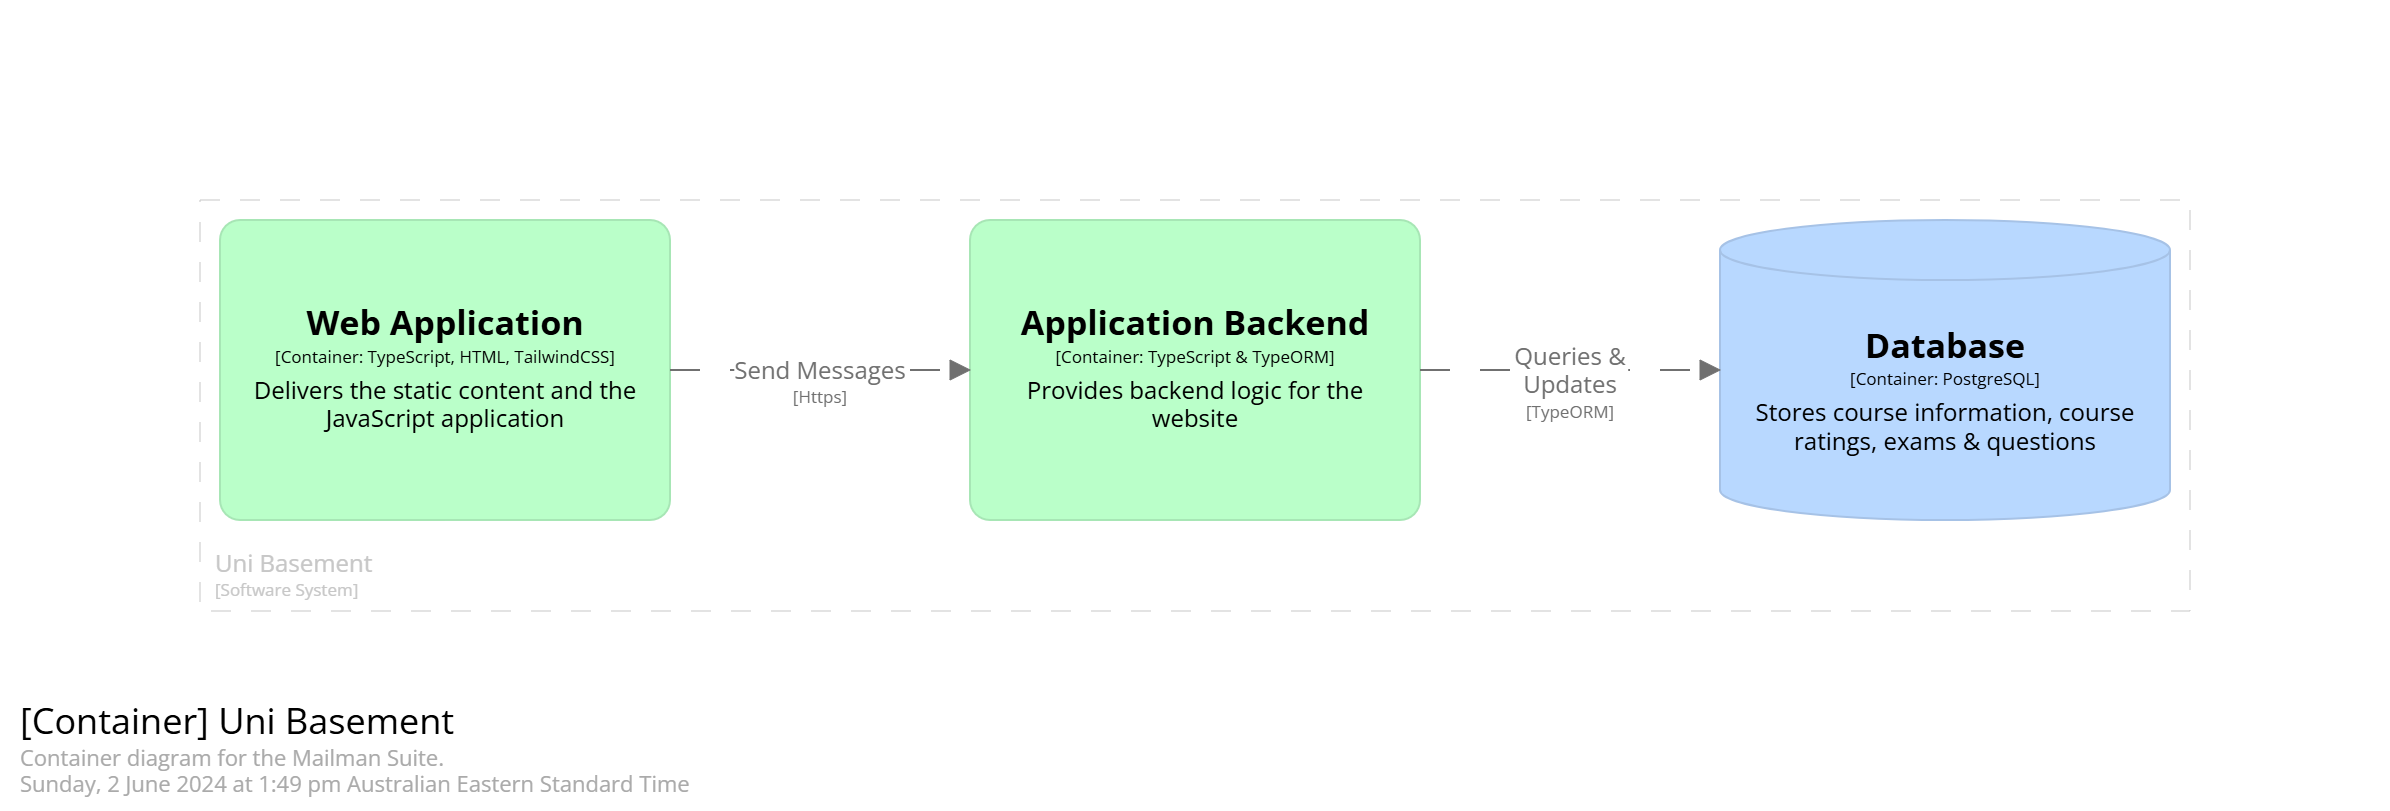 Web Application
[Container: TypeScript, HTML, TailwindCSS]
Delivers the static content and the
JavaScript application
Send Messages
[Https]
Application Backend
[Container: TypeScript & TypeORM]
Provides backend logic for the
website
Queries &
Updates
[TypeORM]
Database
[Container: PostgreSQL]
Stores course information, course
ratings, exams & questions
Uni Basement
[Software System]
[Container] Uni Basement
Container diagram for the Mailman Suite.
Sunday, 2 June 2024 at 1:49 pm Australian Eastern Standard Time